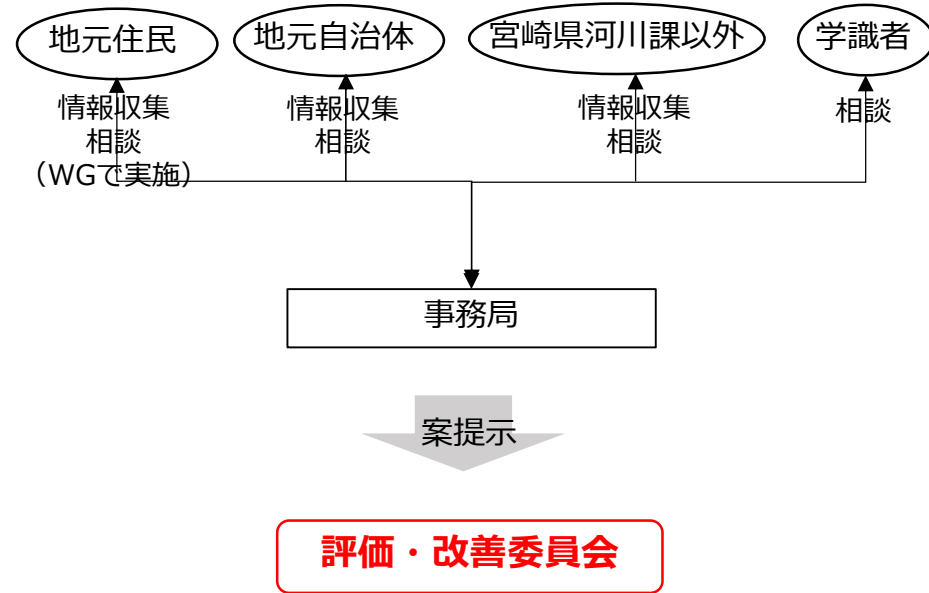 地元住民
地元自治体
宮崎県河川課以外
学識者
情報収集
相談
(WGで実施)
情報収集
相談
情報収集
相談
相談
事務局
案提示
評価・改善委員会